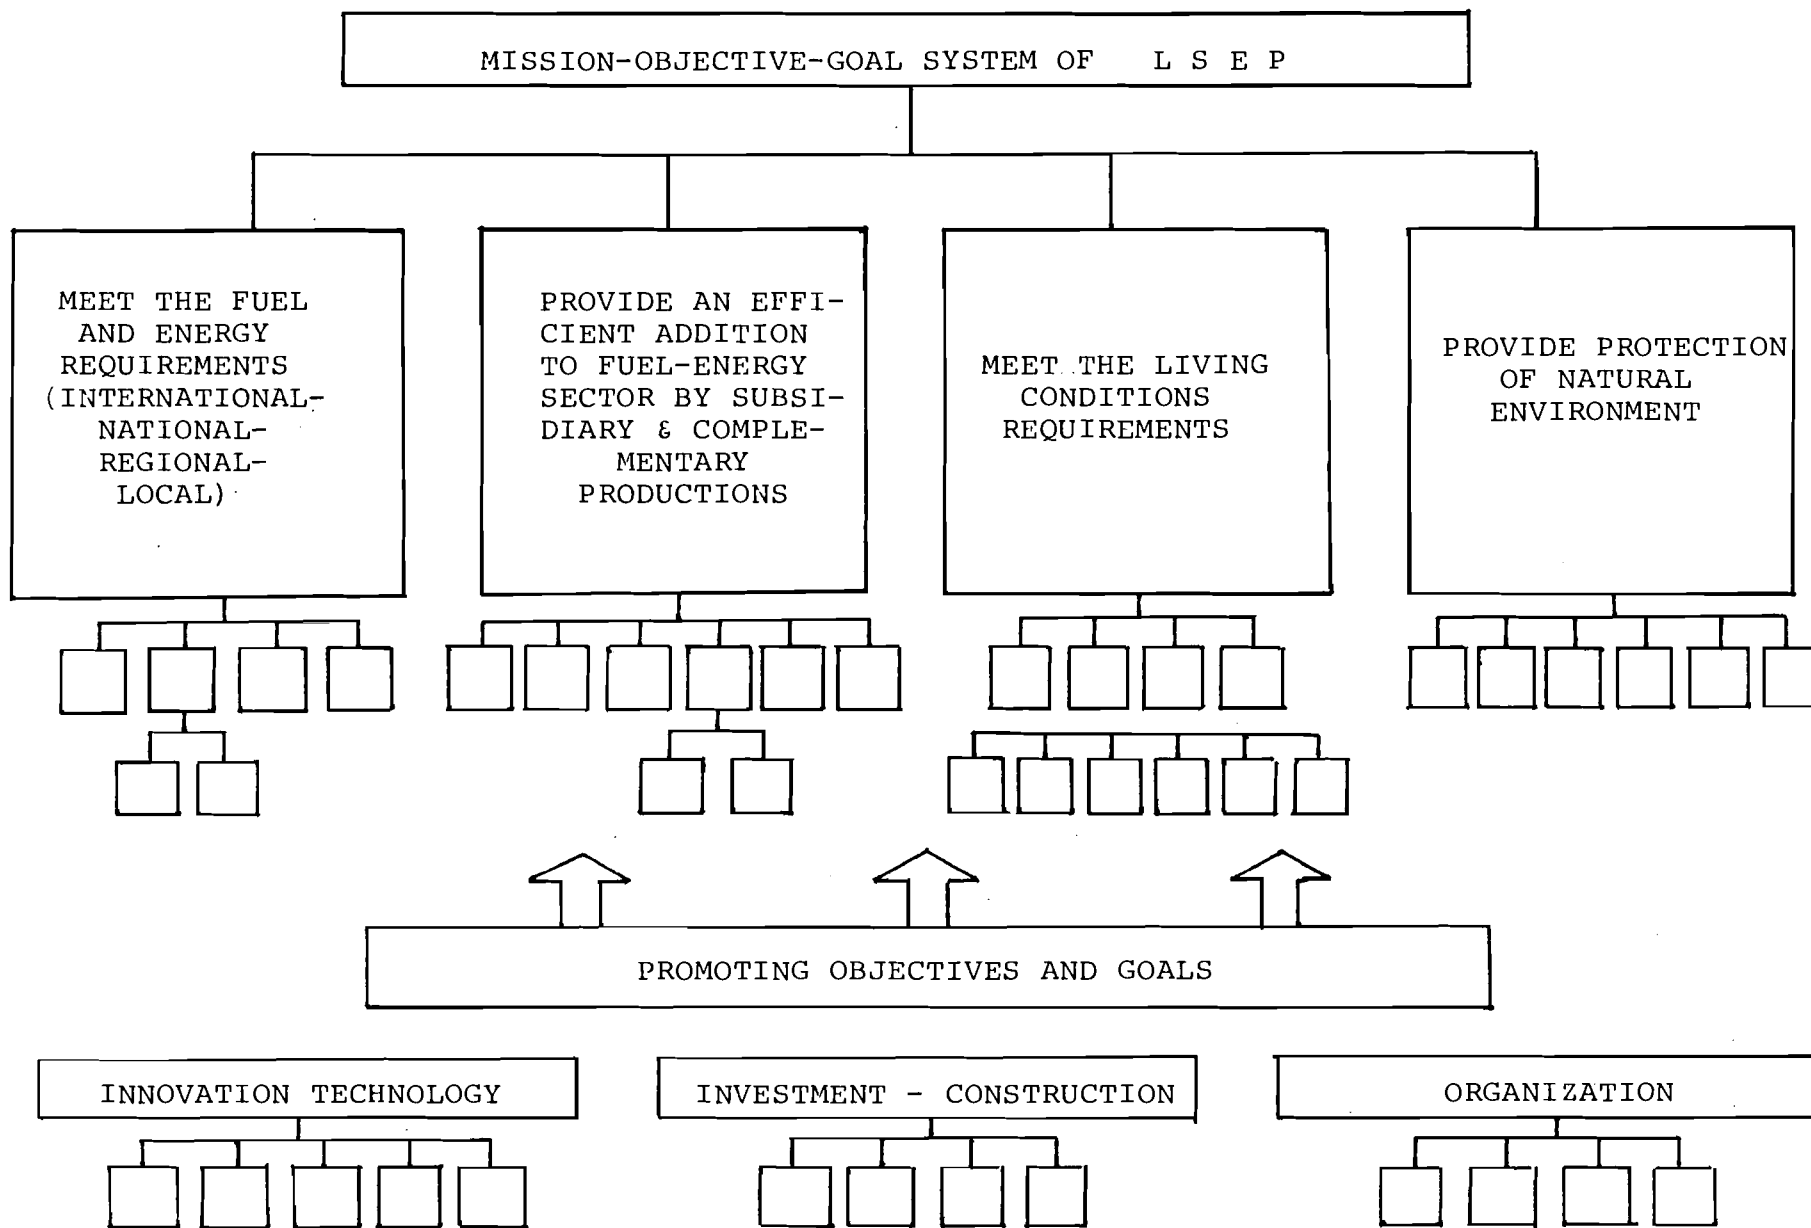 MISSION-OBJECTIVE-GOAL SYSTEM OF L S E P
MEET THE FUEL
AND ENERGY
REQUIREMENTS
(INTERNATIONAL-
NATIONAL-
REGIONAL-
LOCAL)
PROVIDE AN EFFI-
CIENT ADDITION
TO FUEL-ENERGY
SECTOR BY SUBSI-
DIARY & COMPLE-
MENTARY
PRODUCTIONS
MEET THE LIVING
CONDITIONS
REQUIREMENTS
PROVIDE PROTECTION
OF NATURAL
ENVIRONMENT
PROMOTING OBJECTIVES AND GOALS
INNOVATION TECHNOLOGY
INVESTMENT - CONSTRUCTION
ORGANIZATION